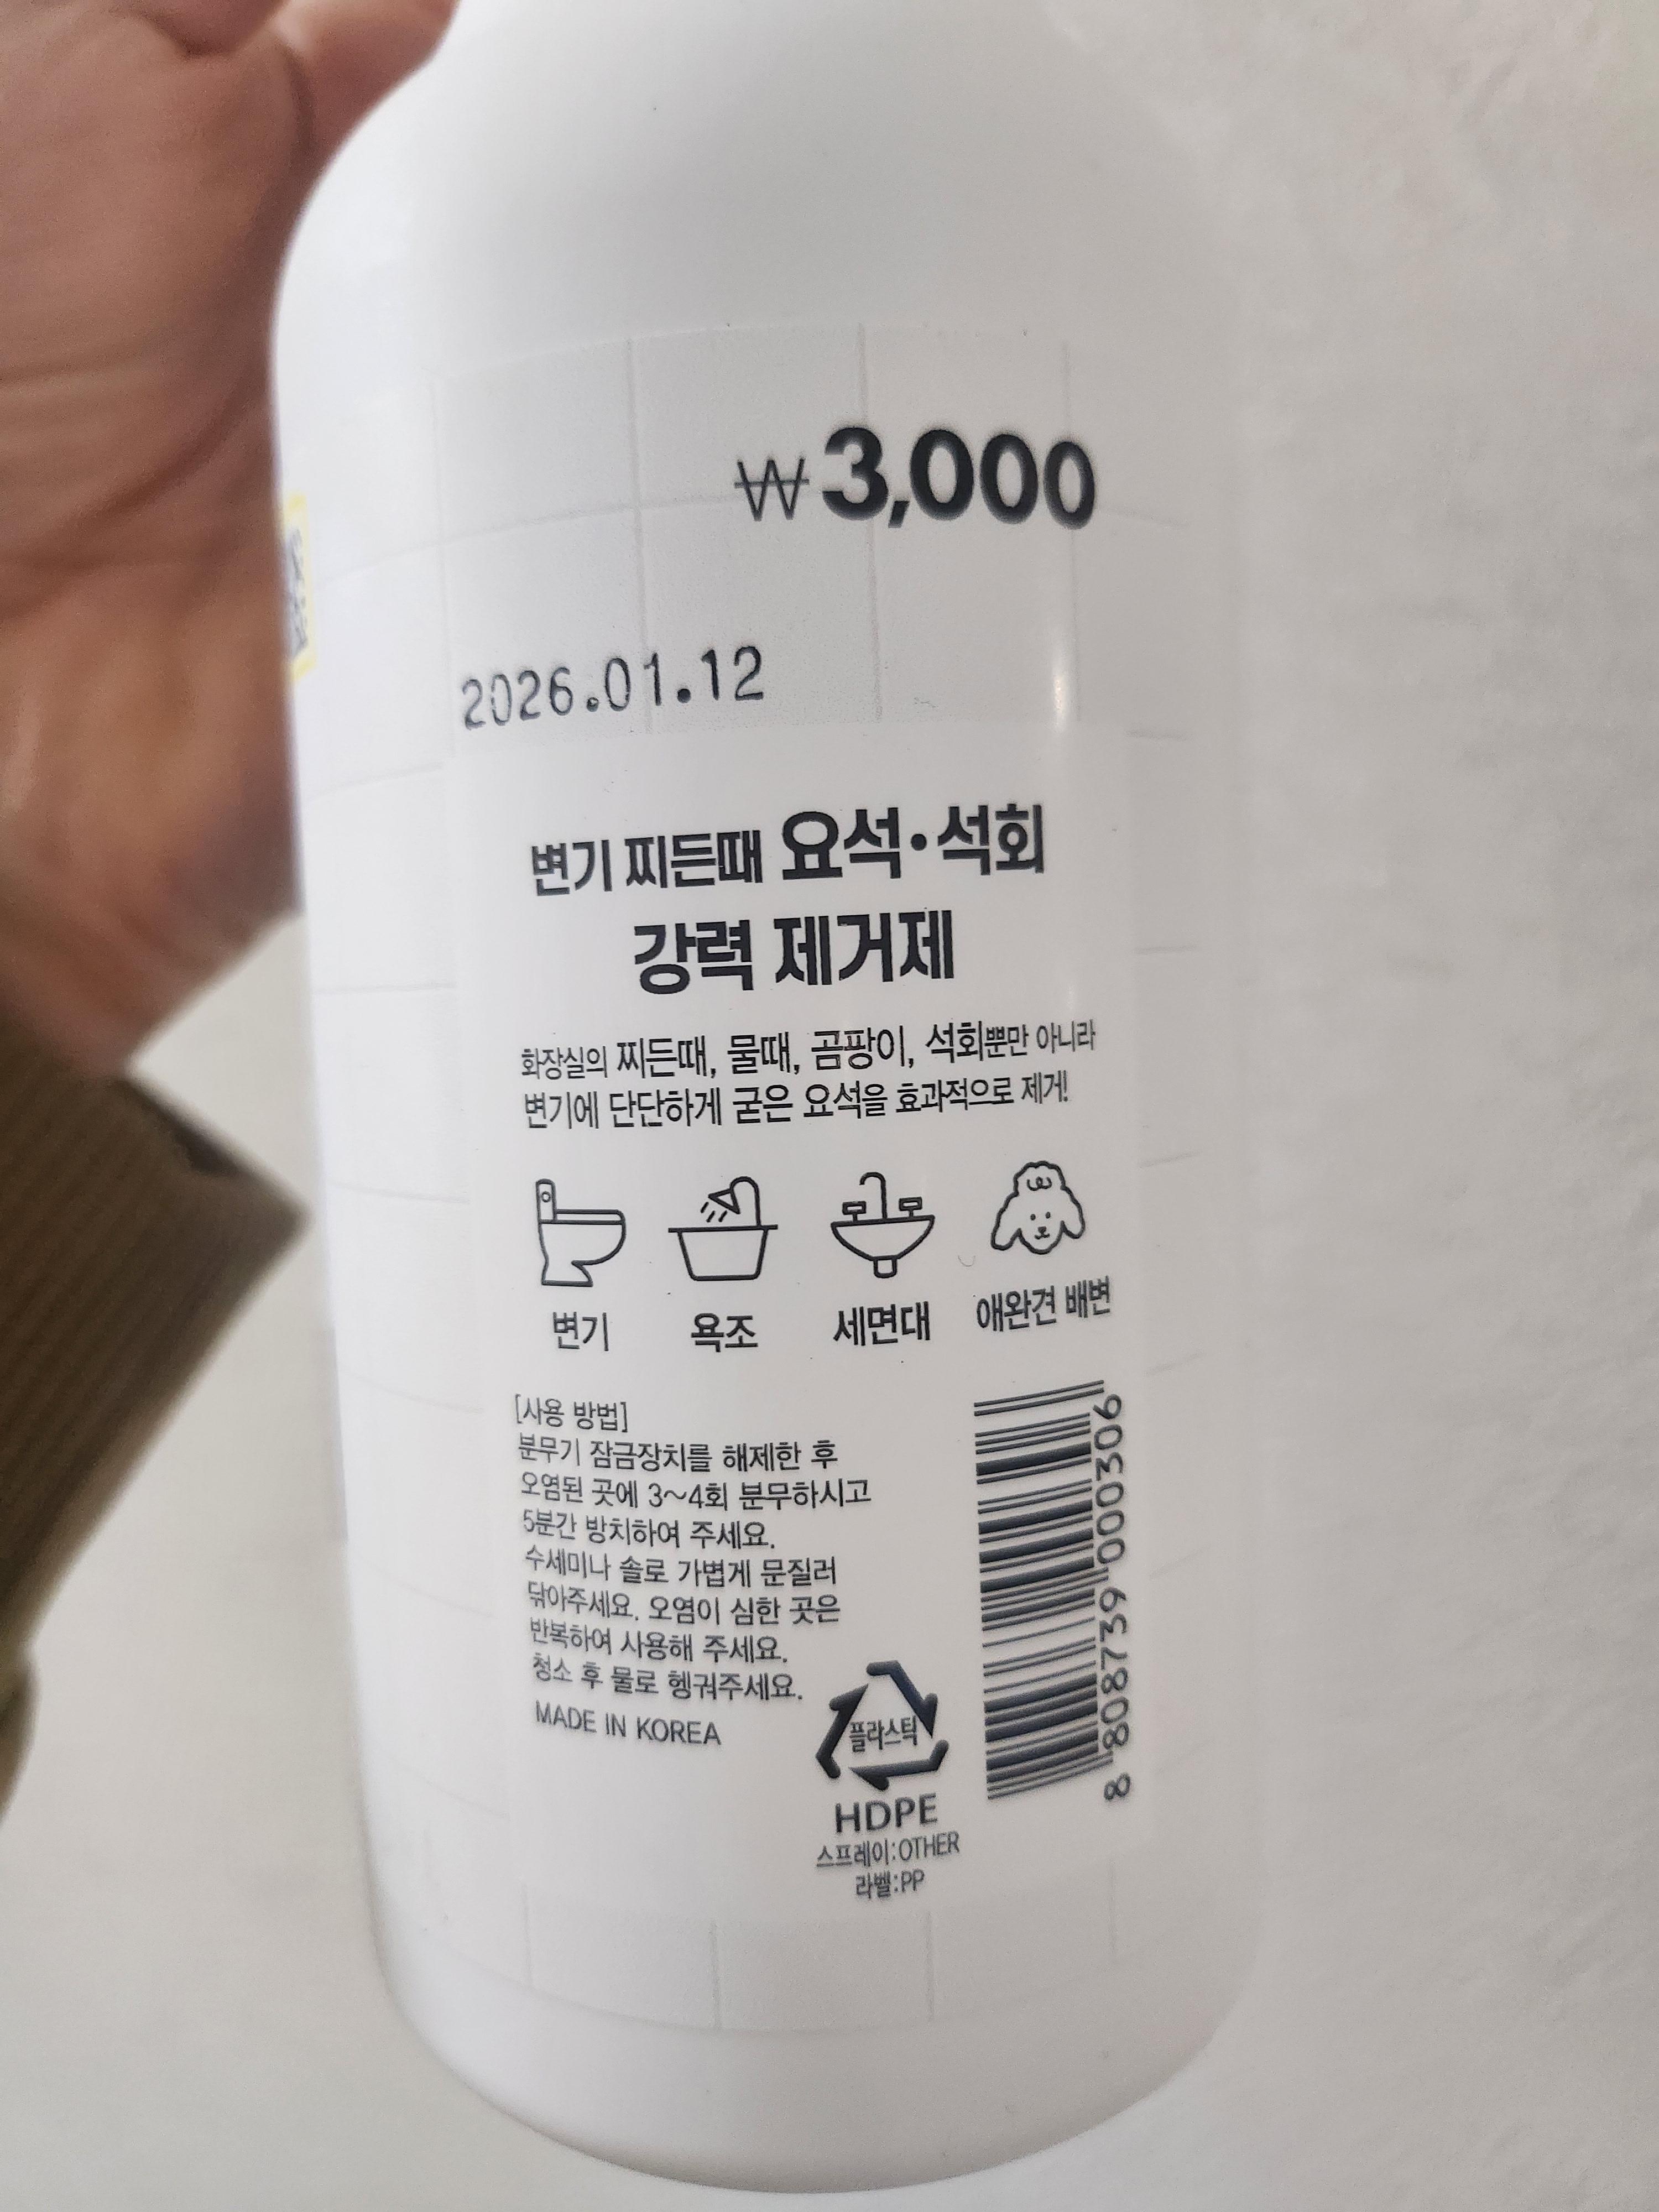 ₩3,000
2026.01.12
변기 찌든때 요석·석회
강력 제거제
화장실의 찌든때, 물때, 곰팡이, 석회뿐만 아니라
변기에 단단하게 굳은 요석을 효과적으로 제거!
변기 욕조 세면대 애완견 배변
[사용 방법]
분무기 잠금장치를 해제한 후
오염된 곳에 3~4회 분무하시고
5분간 방치하여 주세요.
수세미나 솔로 가볍게 문질러
닦아주세요. 오염이 심한 곳은
반복하여 사용해 주세요.
청소 후 물로 헹궈주세요.
MADE IN KOREA
플라스틱
HDPE
스프레이:OTHER
라벨:PP
8 808739 000306